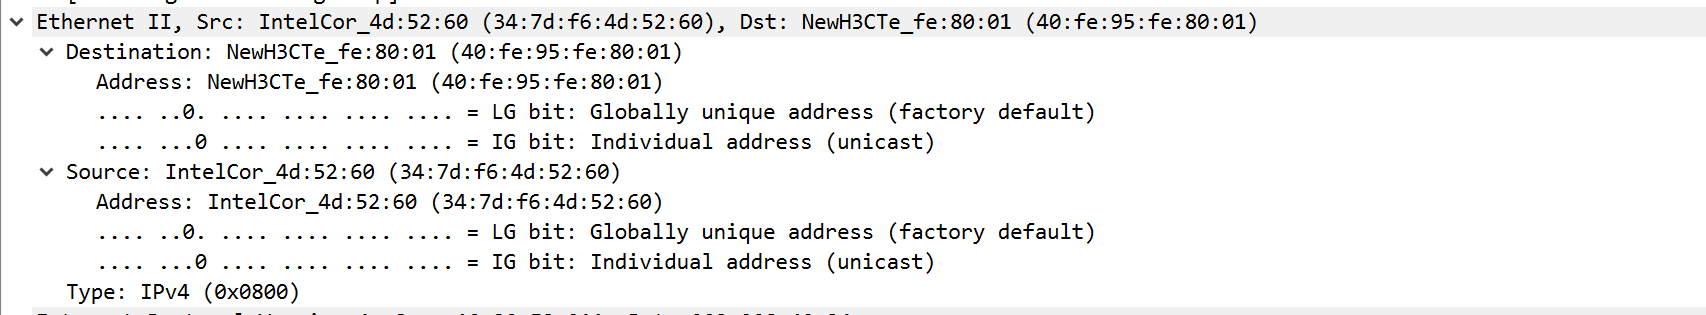 Ethernet II, Src: IntelCor_4d:52:60 (34:7d:f6:4d:52:60), Dst: NewH3CTe_fe:80:01 (40:fe:95:fe:80:01)
Destination: NewH3CTe_fe:80:01 (40:fe:95:fe:80:01)
Address: NewH3CTe_fe:80:01 (40:fe:95:fe:80:01)
.... ..0. .... .... .... .... = LG bit: Globally unique address (factory default)
.... ...0 .... .... .... .... = IG bit: Individual address (unicast)
Source: IntelCor_4d:52:60 (34:7d:f6:4d:52:60)
Address: IntelCor_4d:52:60 (34:7d:f6:4d:52:60)
.... ..0. .... .... .... .... = LG bit: Globally unique address (factory default)
.... ...0 .... .... .... .... = IG bit: Individual address (unicast)
Type: IPv4 (0x0800)